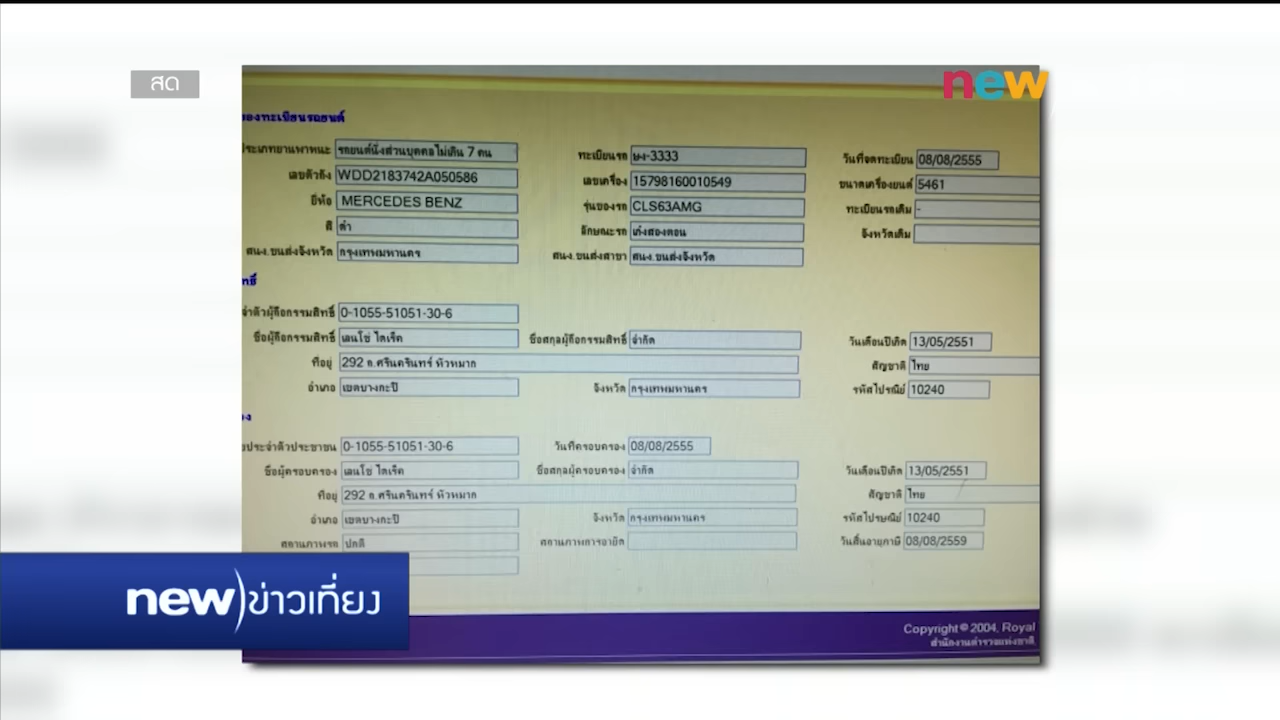 สด
new
ของทะเบียนรถยนต์
ประเภทยานพาหนะ รถยนต์นั่งส่วนบุคคลไม่เกิน 7 คน ทะเบียนรถ ษง-3333 วันที่จดทะเบียน 08/08/2555
เลขตัวถัง WDD2183742A050586 เลขเครื่อง 15798160010549 ขนาดเครื่องยนต์ 5461
ยี่ห้อ MERCEDES BENZ รุ่นของรถ CLS63AMG ทะเบียนรถเดิม -
สี ดำ ลักษณะรถ เก๋งสองตอน จังหวัดเดิม
สนง.ขนส่งจังหวัด กรุงเทพมหานคร สนง.ขนส่งสาขา สนง.ขนส่งจังหวัด
ทธิ์
จำตัวผู้ถือกรรมสิทธิ์ 0-1055-51051-30-6
ชื่อผู้ถือกรรมสิทธิ์ เลนโซ่ ไดเร็ค ชื่อสกุลผู้ถือกรรมสิทธิ์ จำกัด วันเดือนปีเกิด 13/05/2551
ที่อยู่ 292 ถ.ศรีนครินทร์ หัวหมาก สัญชาติ ไทย
อำเภอ เขตบางกะปิ จังหวัด กรุงเทพมหานคร รหัสไปรษณีย์ 10240
อง
ประจำตัวประชาชน 0-1055-51051-30-6 วันที่ครอบครอง 08/08/2555
ชื่อผู้ครอบครอง เลนโซ่ ไดเร็ค ชื่อสกุลผู้ครอบครอง จำกัด วันเดือนปีเกิด 13/05/2551
ที่อยู่ 292 ถ.ศรีนครินทร์ หัวหมาก สัญชาติ ไทย
อำเภอ เขตบางกะปิ จังหวัด กรุงเทพมหานคร รหัสไปรษณีย์ 10240
สถานภาพรถ ปกติ สถานภาพการอายัด วันสิ้นอายุภาษี 08/08/2559
new)ข่าวเที่ยง
Copyright © 2004, Royal
สำนักงานตำรวจแห่งชาติ